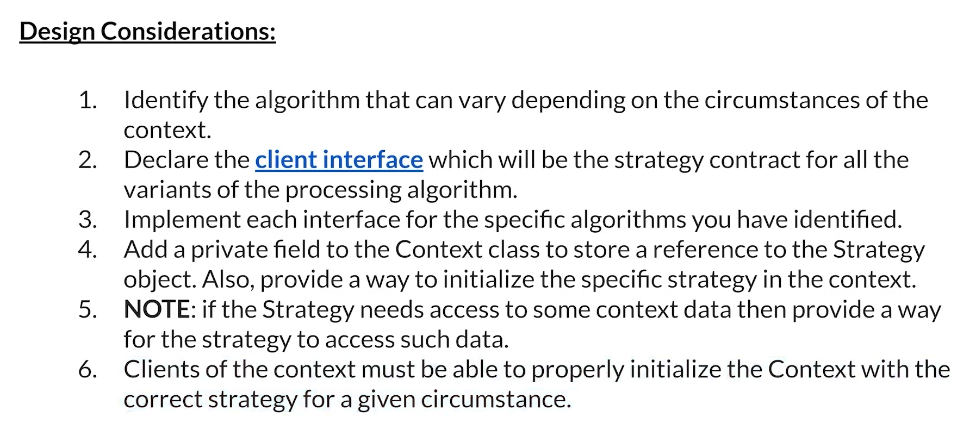 Design Considerations:
1. Identify the algorithm that can vary depending on the circumstances of the
context.
2. Declare the client interface which will be the strategy contract for all the
variants of the processing algorithm.
3. Implement each interface for the specific algorithms you have identified.
4. Add a private field to the Context class to store a reference to the Strategy
object. Also, provide a way to initialize the specific strategy in the context.
5. NOTE: if the Strategy needs access to some context data then provide a way
for the strategy to access such data.
6. Clients of the context must be able to properly initialize the Context with the
correct strategy for a given circumstance.